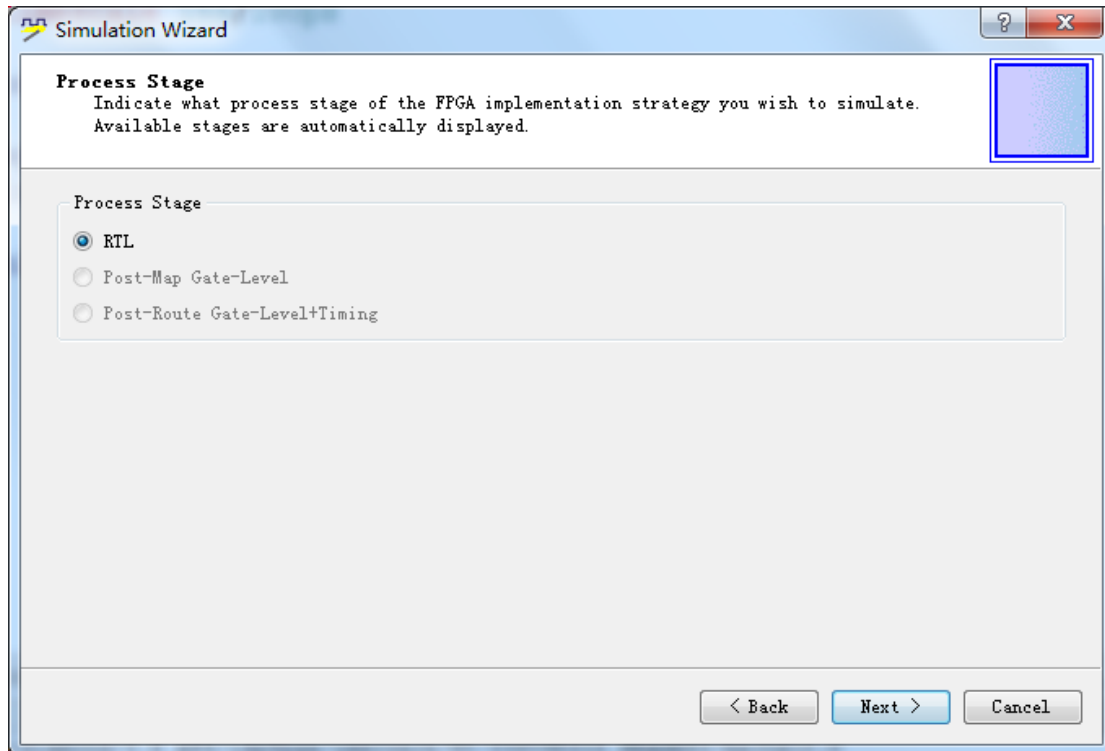 Simulation Wizard
Process Stage
Indicate what process stage of the FPGA implementation strategy you wish to simulate.
Available stages are automatically displayed.
Process Stage
RTL
Post-Map Gate-Level
Post-Route Gate-Level+Timing
< Back Next > Cancel